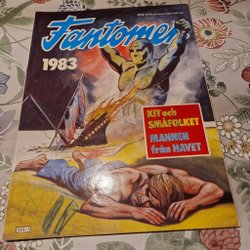 Fantomen
1983
KIT och
SMÅFOLKET
MANNEN
från HAVET